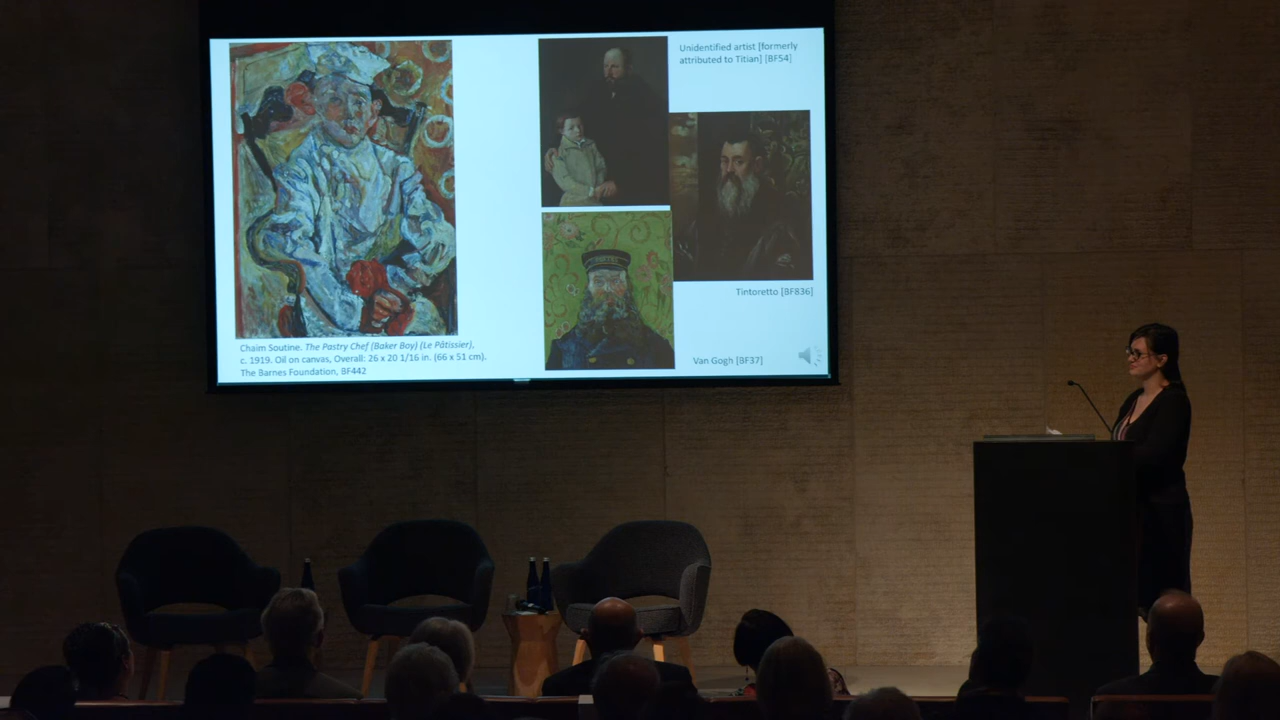 Unidentified artist [formerly
attributed to Titian] [BF54]
Tintoretto [BF836]
Van Gogh [BF37]
Chaim Soutine. The Pastry Chef (Baker Boy) (Le Pâtissier),
c. 1919. Oil on canvas, Overall: 26 x 20 1/16 in. (66 x 51 cm).
The Barnes Foundation, BF442